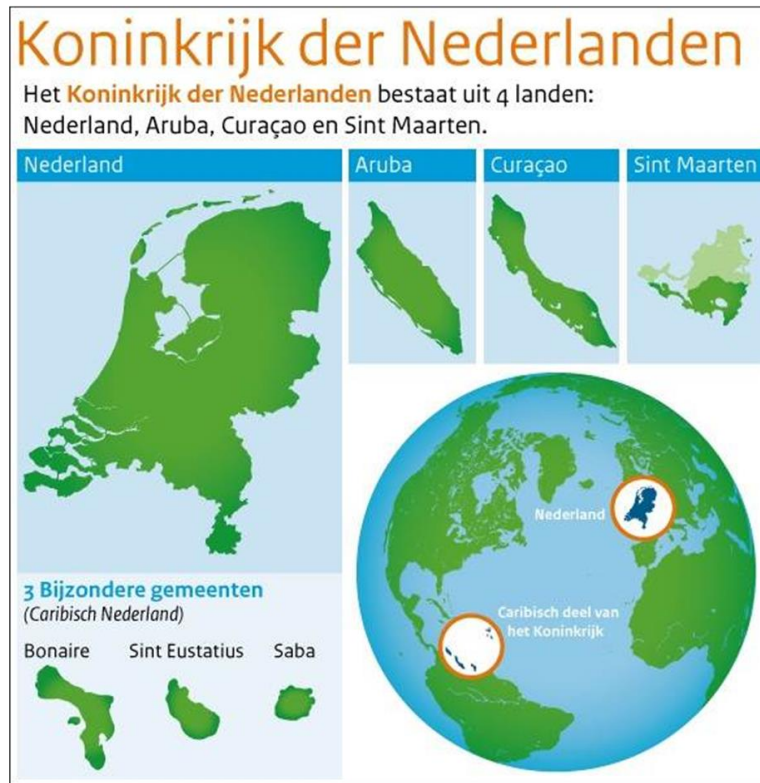 Koninkrijk der Nederlanden
Het Koninkrijk der Nederlanden bestaat uit 4 landen:
Nederland, Aruba, Curaçao en Sint Maarten.
Nederland
Aruba
Curaçao
Sint Maarten
Nederland
Caribisch deel van
het Koninkrijk
3 Bijzondere gemeenten
(Caribisch Nederland)
Bonaire
Sint Eustatius
Saba